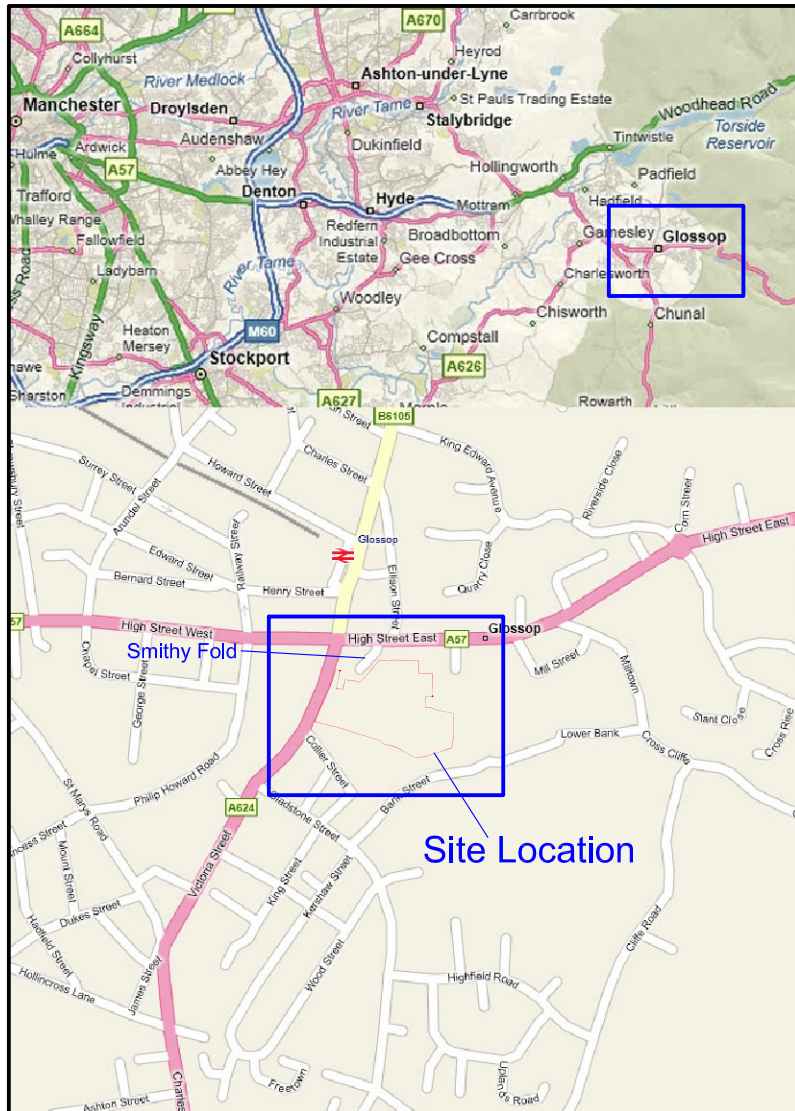 A664
A670
Carrbrook
Collyhurst
Heyrod
River Medlock
Ashton-under-Lyne
Manchester
Droylsden
River Tame
St Pauls Trading Estate
Stalybridge
Woodhead Road
Ardwick
Audenshaw
Tintwistle
Torside
Reservoir
Hulme
A57
Abbey Hey
Dukinfield
Hollingworth
Padfield
Trafford
Denton
Hyde
Mottram
Hadfield
Whalley Range
Redfern
Industrial
Estate
Broadbottom
Gamesley
Glossop
Fallowfield
River Tame
Gee Cross
Charlesworth
Ladybarn
Woodley
Chisworth
Chunal
Kingsway
Heaton
Mersey
M60
Compstall
Stockport
A626
Sharston
Demmings
Industrial
A627
Rowarth
B6105
King Edward Avenue
Riverside Close
Corn Street
Charles Street
Howard Street
Surrey Street
Arundel Street
High Street East
Railway Street
Glossop
Edward Street
Bernard Street
Henry Street
Ellison Street
Quarry Close
High Street West
High Street East
A57
Glossop
Smithy Fold
Chapel Street
George Street
Mill Street
Milltown
Slant Close
Cross Rise
Lower Bank
Cross Cliffe
Collier Street
Philip Howard Road
Bank Street
A624
Gladstone Street
St Marys Road
Site Location
Victoria Street
Mount Street
King Street
Kershaw Street
Dukes Street
Hadfield Street
Wood Street
Cliffe Road
Hollincross Lane
James Street
Highfield Road
Freetown
Uplands Road
Ashton Street